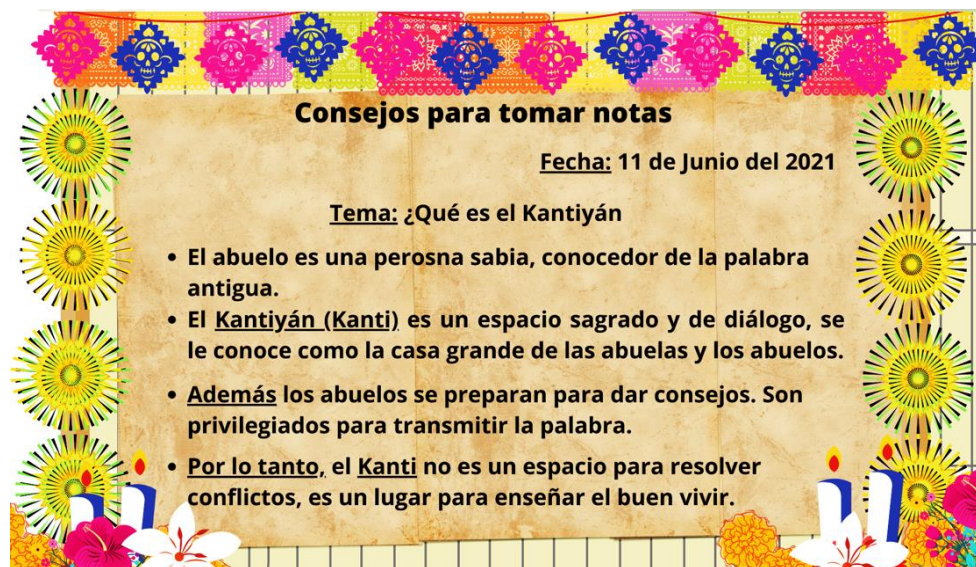 Consejos para tomar notas
Fecha: 11 de Junio del 2021
Tema: ¿Qué es el Kantiyán
• El abuelo es una perosna sabia, conocedor de la palabra
antigua.
• El Kantiyán (Kanti) es un espacio sagrado y de diálogo, se
le conoce como la casa grande de las abuelas y los abuelos.
• Además los abuelos se preparan para dar consejos. Son
privilegiados para transmitir la palabra.
• Por lo tanto, el Kanti no es un espacio para resolver
conflictos, es un lugar para enseñar el buen vivir.